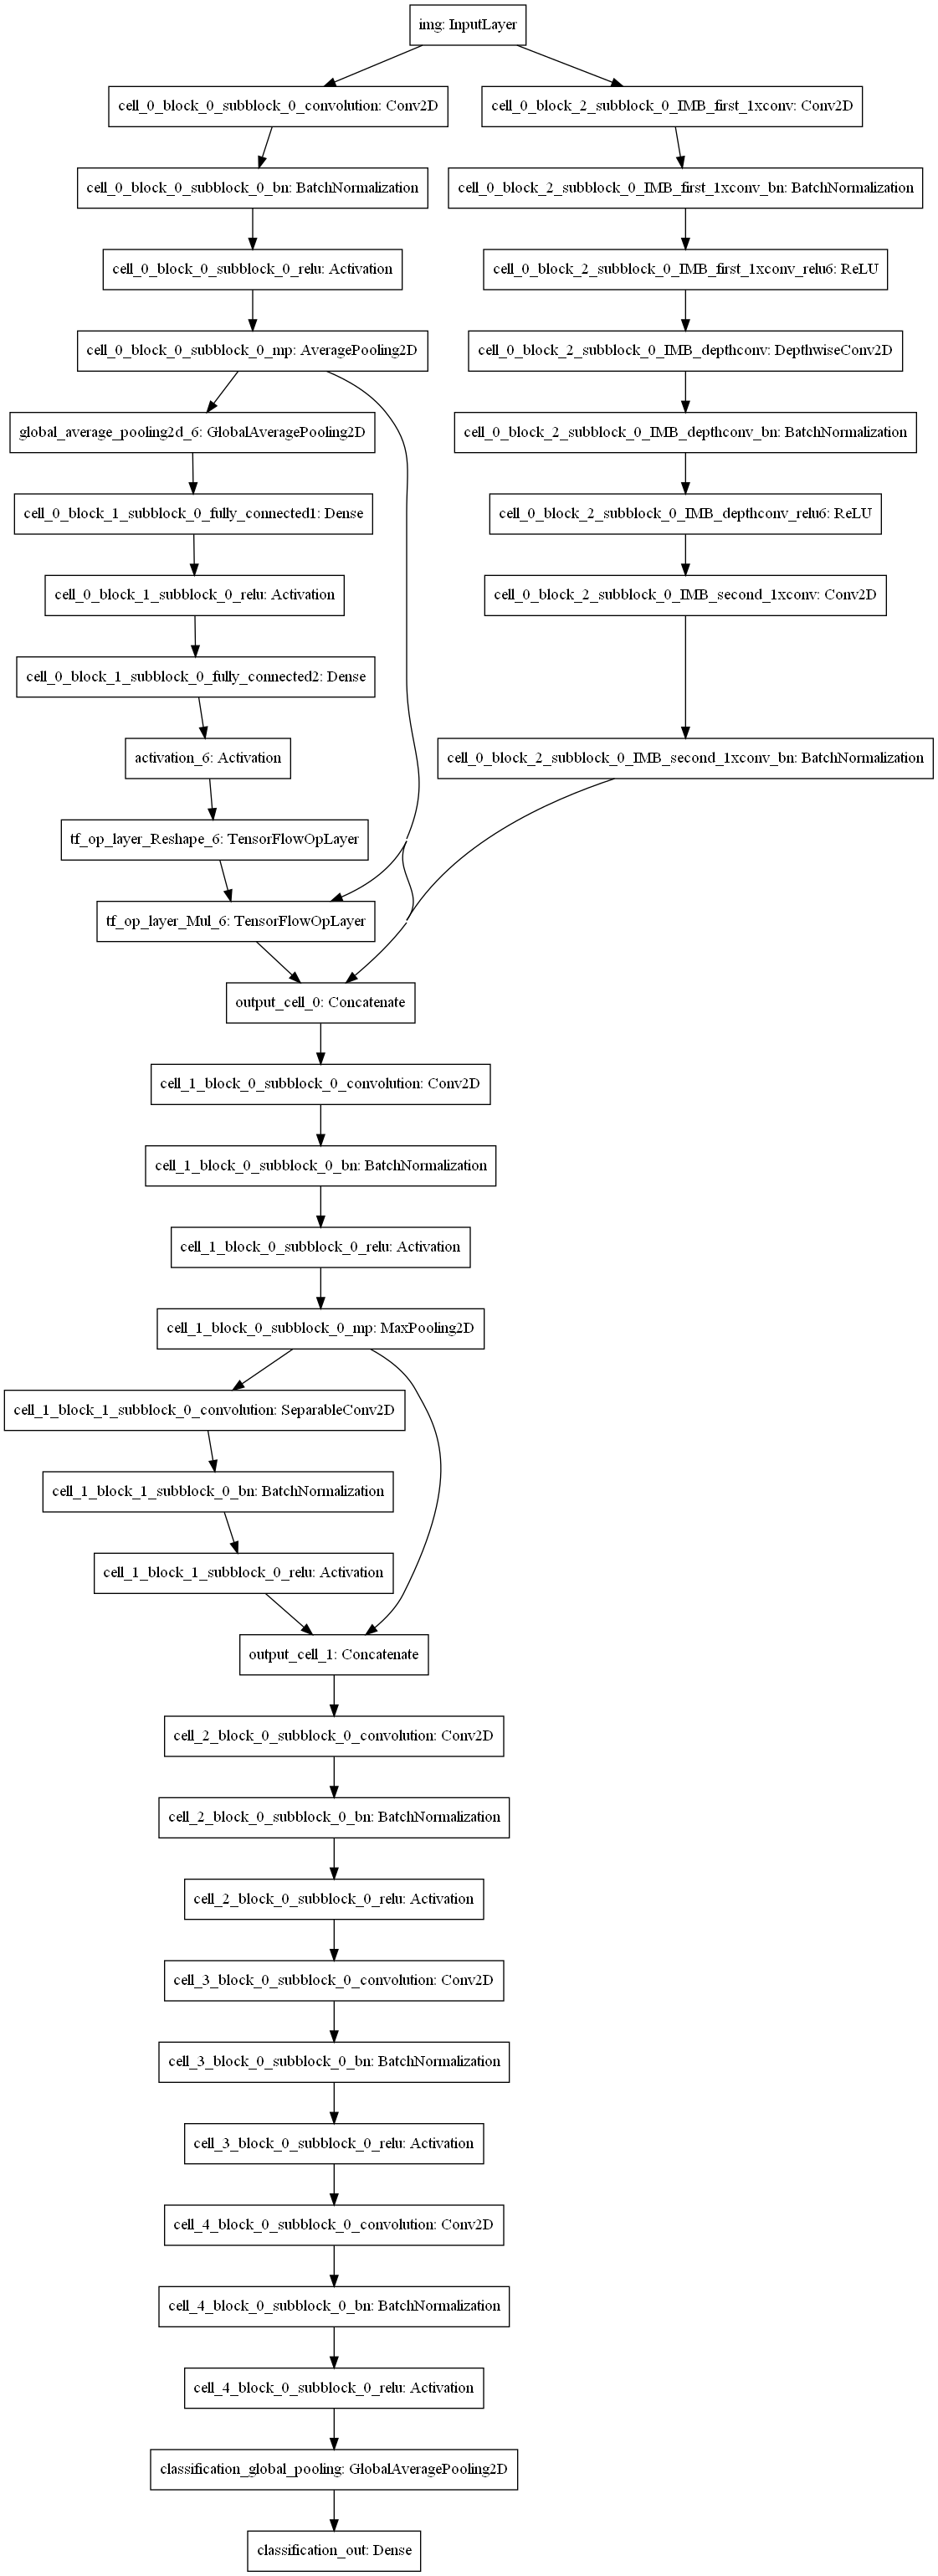 img: InputLayer
cell_0_block_0_subblock_0_convolution: Conv2D
cell_0_block_2_subblock_0_IMB_first_1xconv: Conv2D
cell_0_block_0_subblock_0_bn: BatchNormalization
cell_0_block_2_subblock_0_IMB_first_1xconv_bn: BatchNormalization
cell_0_block_0_subblock_0_relu: Activation
cell_0_block_2_subblock_0_IMB_first_1xconv_relu6: ReLU
cell_0_block_0_subblock_0_mp: AveragePooling2D
cell_0_block_2_subblock_0_IMB_depthconv: DepthwiseConv2D
global_average_pooling2d_6: GlobalAveragePooling2D
cell_0_block_2_subblock_0_IMB_depthconv_bn: BatchNormalization
cell_0_block_1_subblock_0_fully_connected1: Dense
cell_0_block_2_subblock_0_IMB_depthconv_relu6: ReLU
cell_0_block_1_subblock_0_relu: Activation
cell_0_block_2_subblock_0_IMB_second_1xconv: Conv2D
cell_0_block_1_subblock_0_fully_connected2: Dense
activation_6: Activation
cell_0_block_2_subblock_0_IMB_second_1xconv_bn: BatchNormalization
tf_op_layer_Reshape_6: TensorFlowOpLayer
tf_op_layer_Mul_6: TensorFlowOpLayer
output_cell_0: Concatenate
cell_1_block_0_subblock_0_convolution: Conv2D
cell_1_block_0_subblock_0_bn: BatchNormalization
cell_1_block_0_subblock_0_relu: Activation
cell_1_block_0_subblock_0_mp: MaxPooling2D
cell_1_block_1_subblock_0_convolution: SeparableConv2D
cell_1_block_1_subblock_0_bn: BatchNormalization
cell_1_block_1_subblock_0_relu: Activation
output_cell_1: Concatenate
cell_2_block_0_subblock_0_convolution: Conv2D
cell_2_block_0_subblock_0_bn: BatchNormalization
cell_2_block_0_subblock_0_relu: Activation
cell_3_block_0_subblock_0_convolution: Conv2D
cell_3_block_0_subblock_0_bn: BatchNormalization
cell_3_block_0_subblock_0_relu: Activation
cell_4_block_0_subblock_0_convolution: Conv2D
cell_4_block_0_subblock_0_bn: BatchNormalization
cell_4_block_0_subblock_0_relu: Activation
classification_global_pooling: GlobalAveragePooling2D
classification_out: Dense